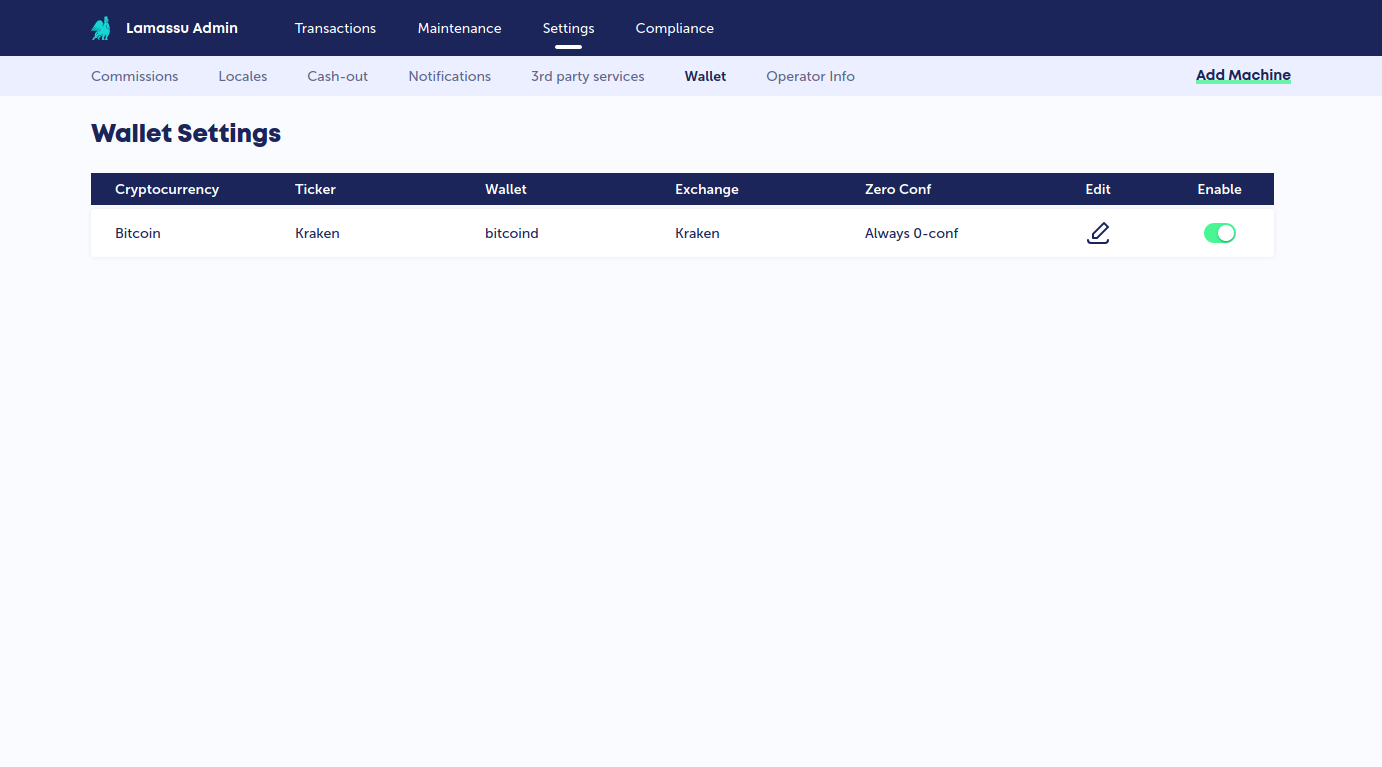 Lamassu Admin Transactions Maintenance Settings Compliance
Commissions Locales Cash-out Notifications 3rd party services Wallet Operator Info Add Machine
Wallet Settings
Cryptocurrency Ticker Wallet Exchange Zero Conf Edit Enable
Bitcoin Kraken bitcoind Kraken Always 0-conf